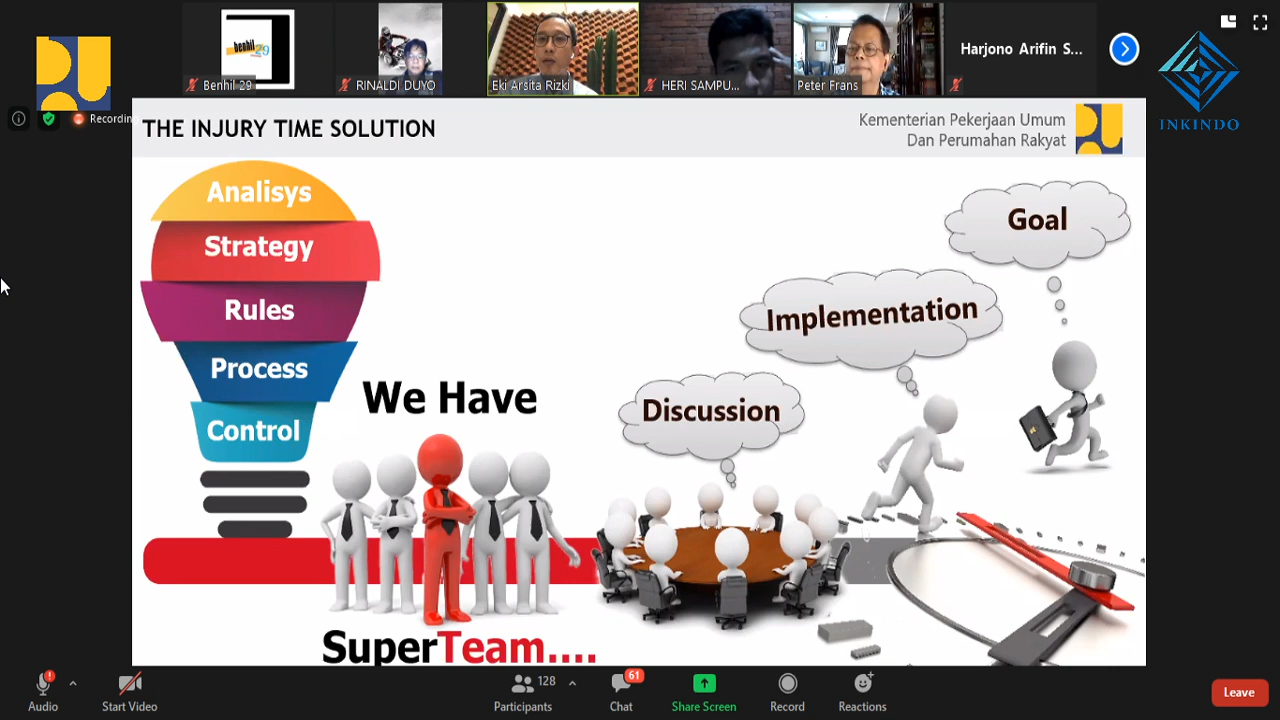 Benhil 29
RINALDI DUYO
Eki Arsita Rizki
HERI SAMPU...
Peter Frans
Harjono Arifin S...
INKINDO
Recordin
THE INJURY TIME SOLUTION
Kementerian Pekerjaan Umum
Dan Perumahan Rakyat
Analisys
Strategy
Rules
Process
Control
We Have
SuperTeam....
Discussion
Implementation
Goal
Audio
Start Video
Participants
128
Chat
61
Share Screen
Record
Reactions
Leave